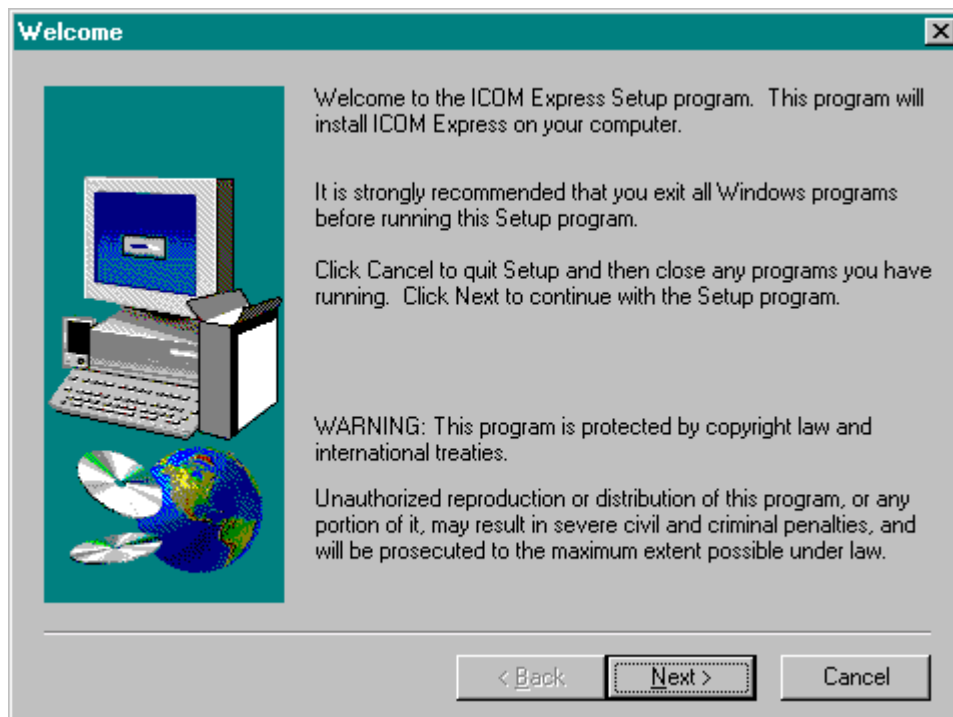 Welcome
Welcome to the ICOM Express Setup program.  This program will
install ICOM Express on your computer.
It is strongly recommended that you exit all Windows programs
before running this Setup program.
Click Cancel to quit Setup and then close any programs you have
running.  Click Next to continue with the Setup program.
WARNING: This program is protected by copyright law and
international treaties.
Unauthorized reproduction or distribution of this program, or any
portion of it, may result in severe civil and criminal penalties, and
will be prosecuted to the maximum extent possible under law.
< Back
Next >
Cancel